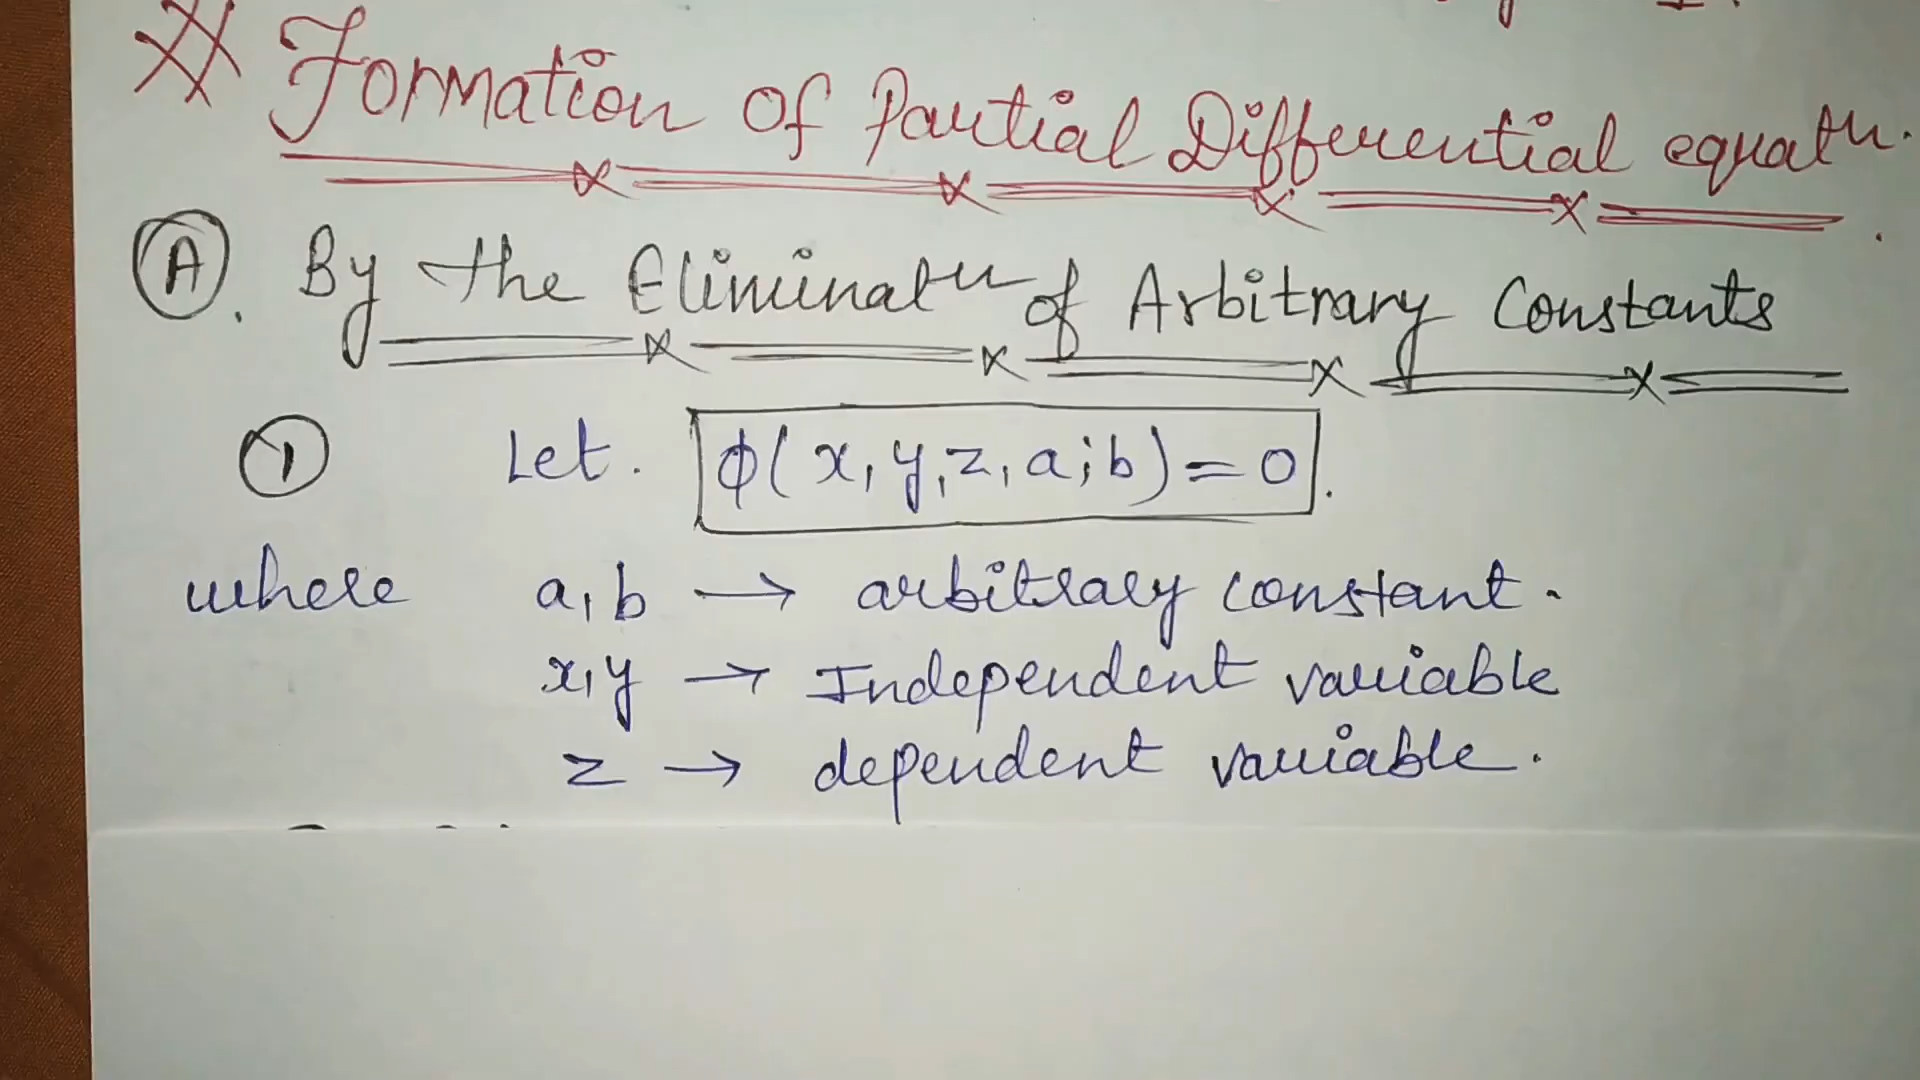 Formation of Partial Differential equatn.
A. By the Eliminatn of Arbitrary Constants
1 Let. φ(x, y, z, a, b) = 0.
where a, b → arbitrary constant.
x, y → Independent variable
z → dependent variable.